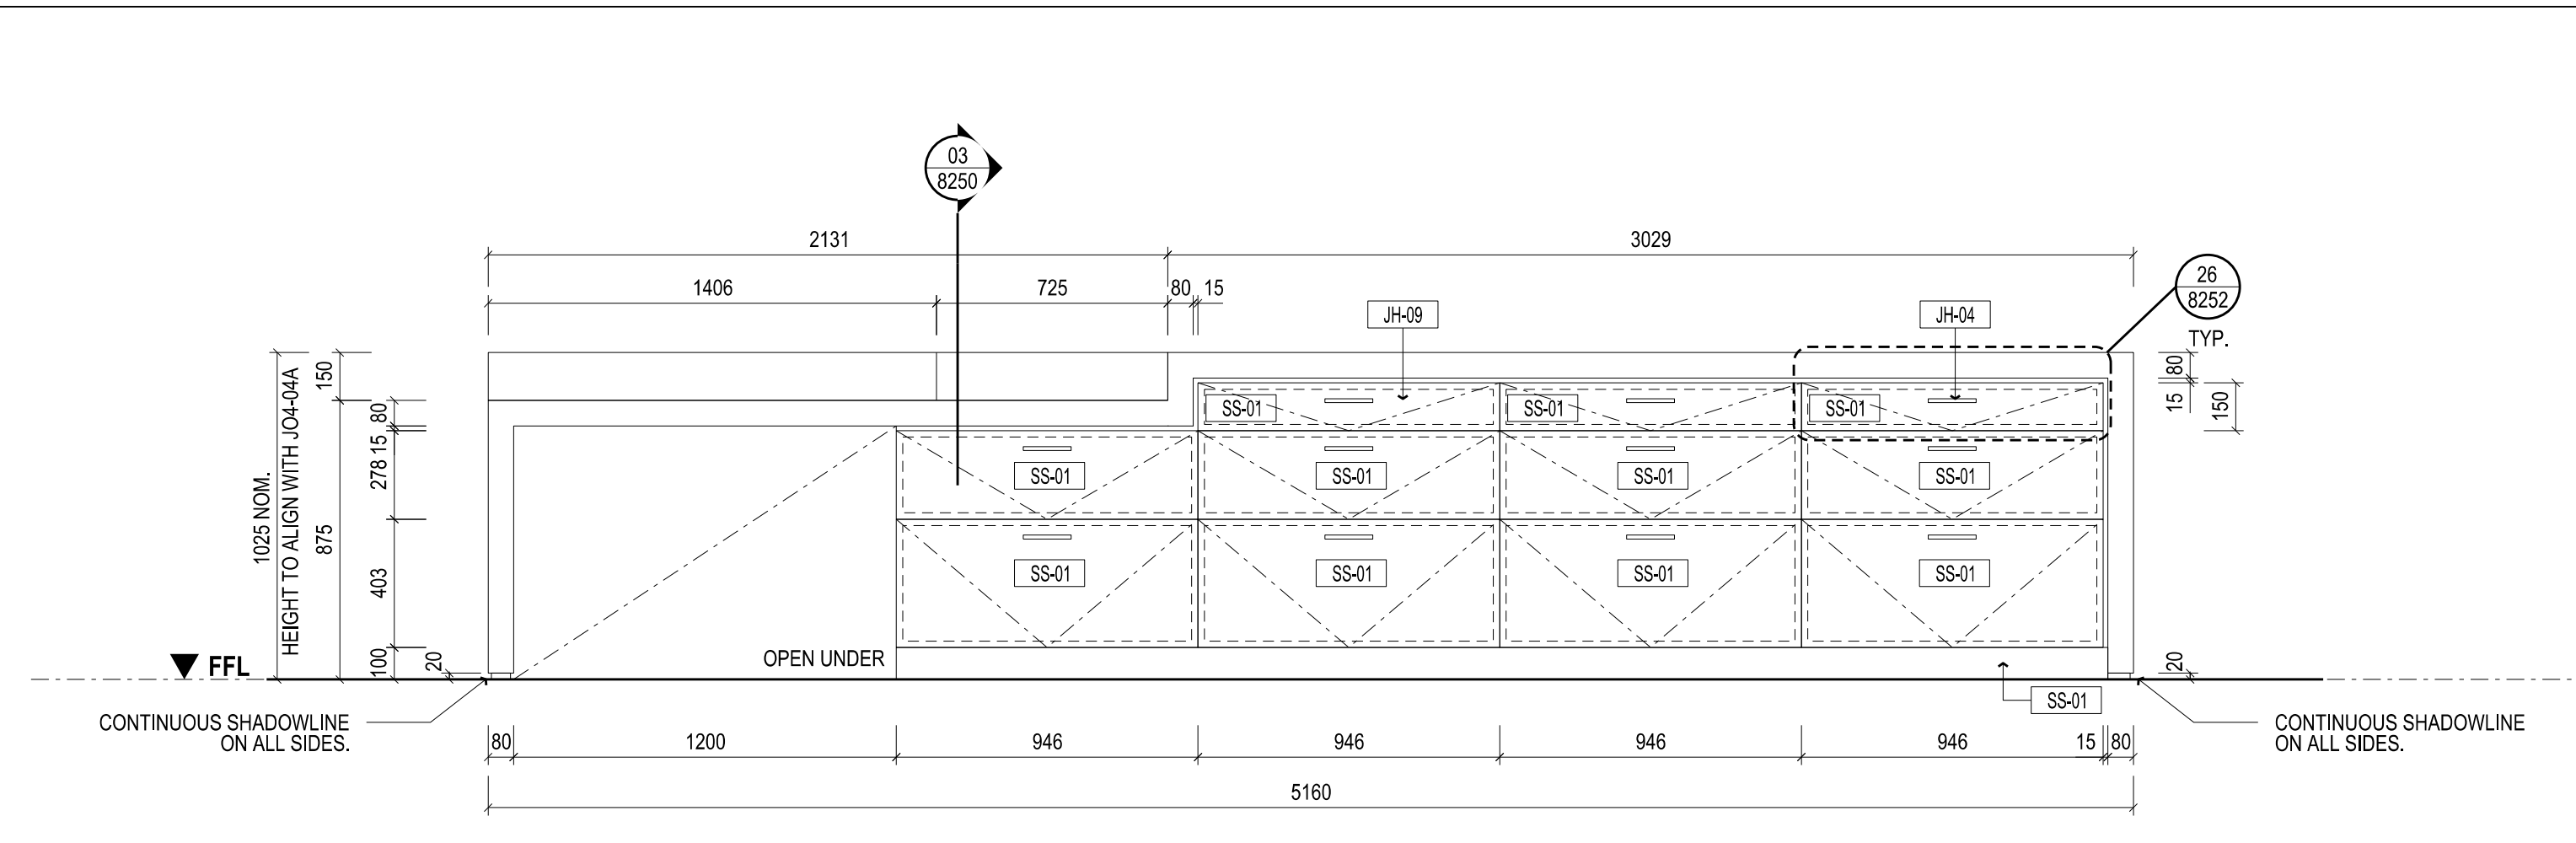 03
8250
2131
3029
1406
725
80
15
JH-09
JH-04
26
8252
TYP.
1025 NOM.
HEIGHT TO ALIGN WITH JO4-04A
150
875
80
15
278
403
100
20
80
15
150
20
SS-01
SS-01
SS-01
SS-01
SS-01
SS-01
SS-01
SS-01
SS-01
SS-01
SS-01
OPEN UNDER
FFL
SS-01
CONTINUOUS SHADOWLINE
ON ALL SIDES.
CONTINUOUS SHADOWLINE
ON ALL SIDES.
80
1200
946
946
946
946
15
80
5160